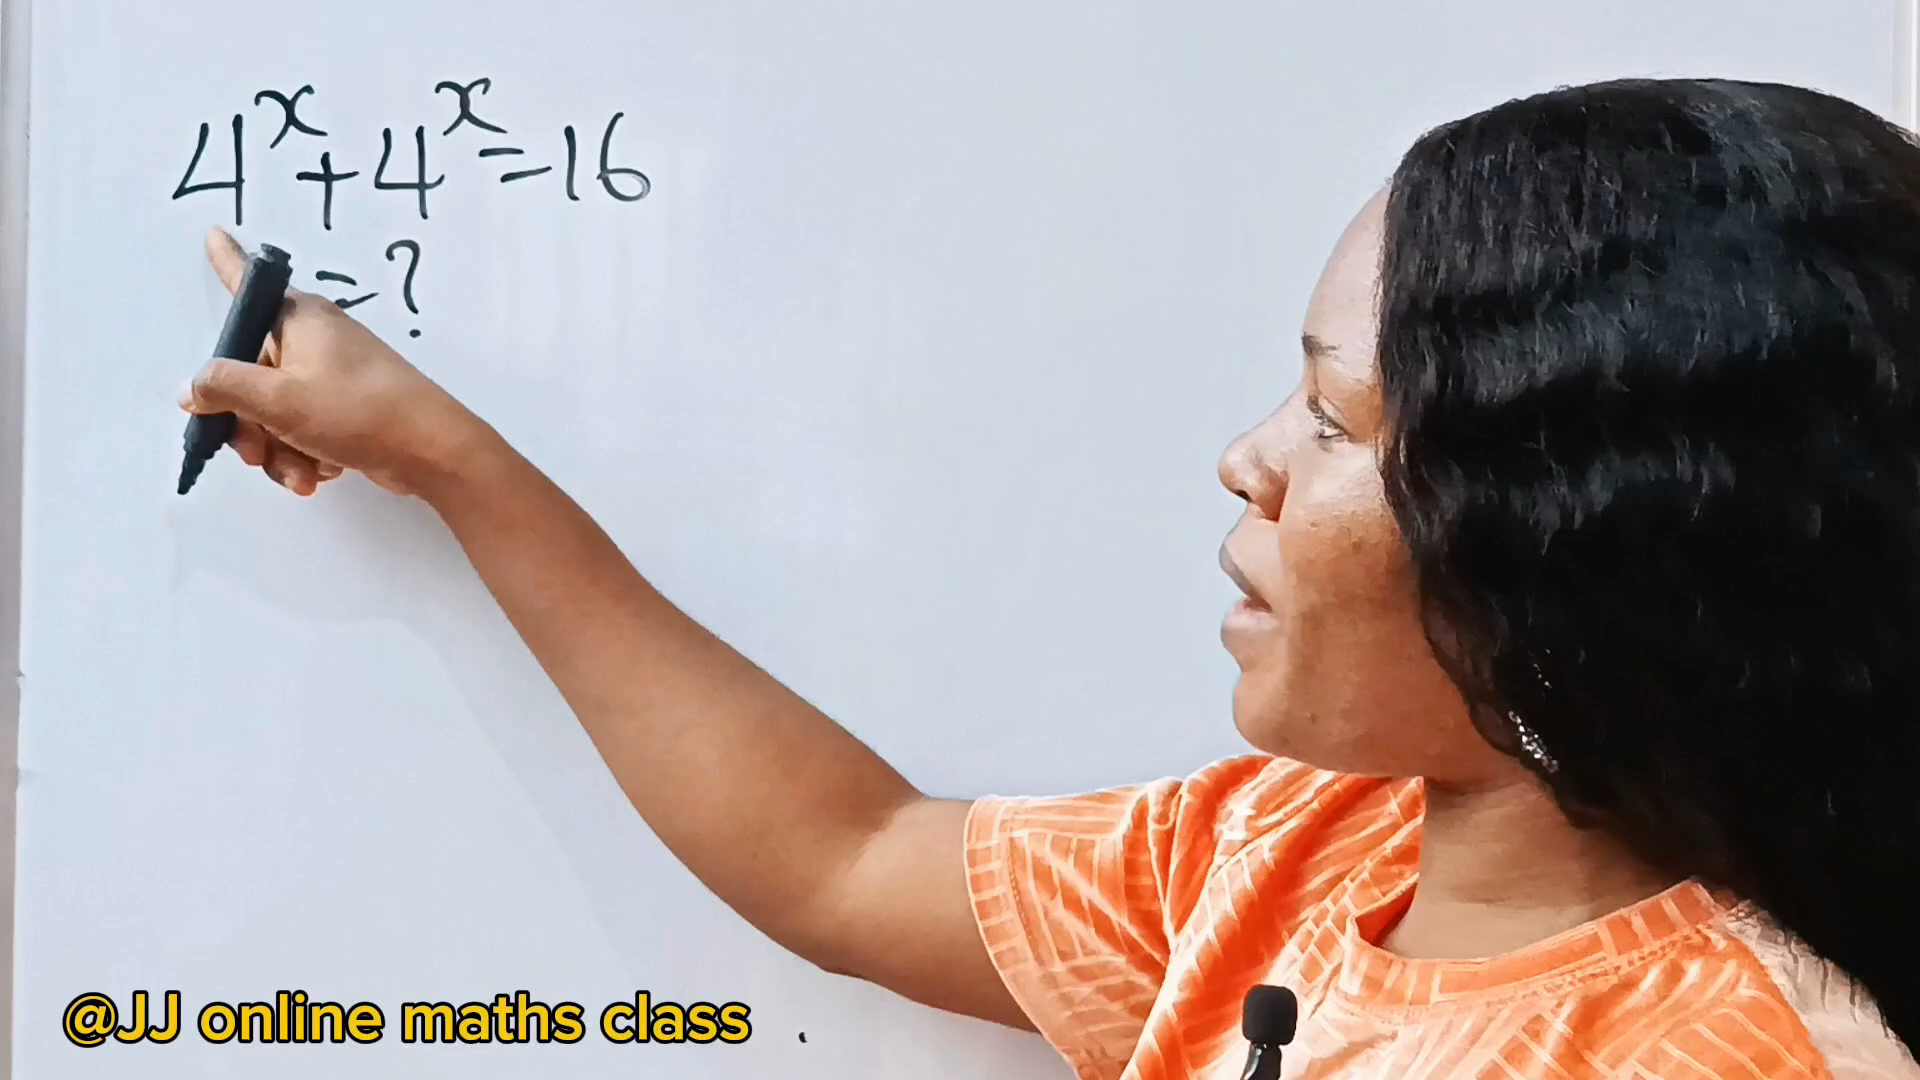 4ˣ + 4ˣ = 16
= ?
@JJ online maths class